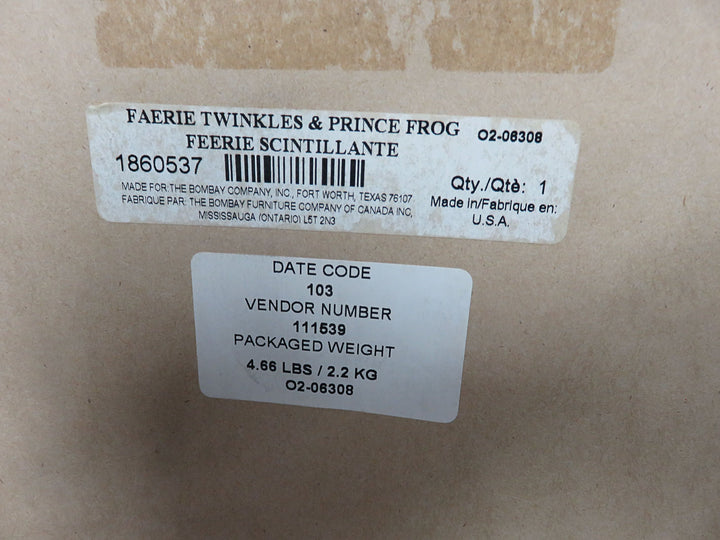 FAERIE TWINKLES & PRINCE FROG O2-06308
FEERIE SCINTILLANTE
1860537
Qty./Qtè: 1
MADE FOR:THE BOMBAY COMPANY, INC., FORT WORTH, TEXAS 76107
FABRIQUE PAR: THE BOMBAY FURNITURE COMPANY OF CANADA INC,
MISSISSAUGA (ONTARIO) L5T 2N3
Made in/Fabrique en:
U.S.A.
DATE CODE
103
VENDOR NUMBER
111539
PACKAGED WEIGHT
4.66 LBS / 2.2 KG
O2-06308